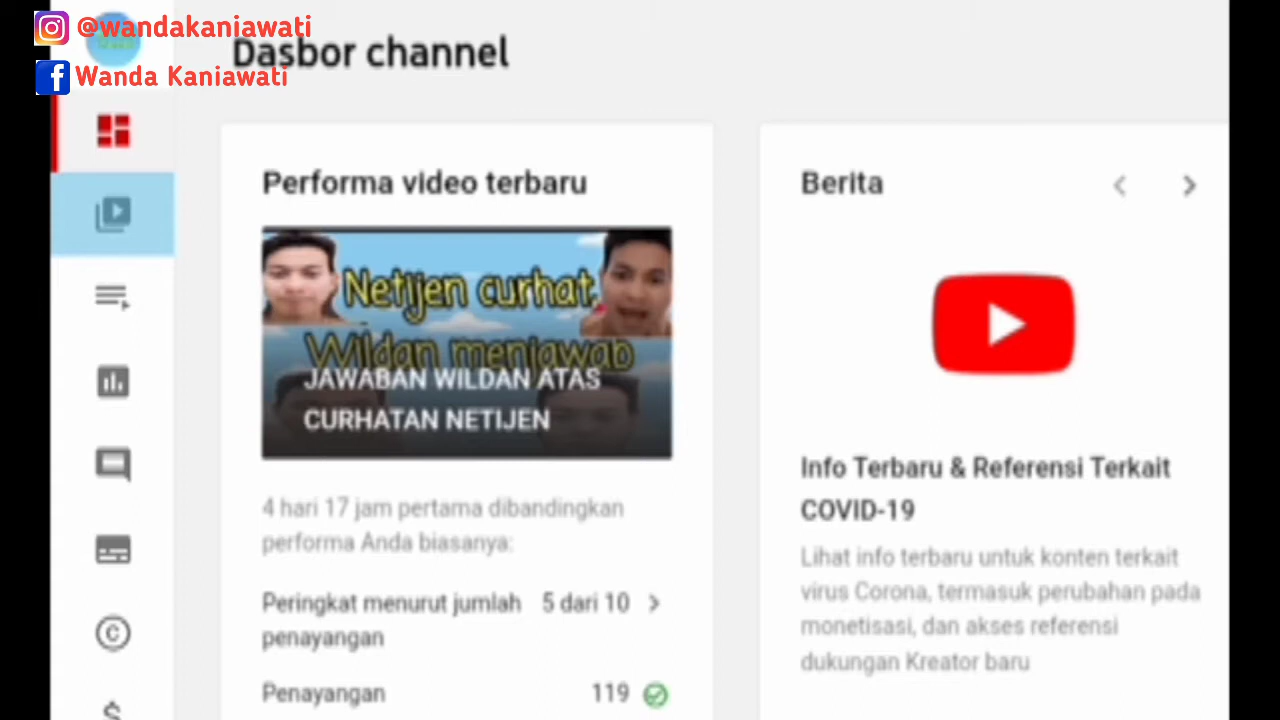 @wandakaniawati
Wanda Kaniawati
Dasbor channel
Performa video terbaru
Netijen curhat.
Wildan menjawab
JAWABAN WILDAN ATAS
CURHATAN NETIJEN
4 hari 17 jam pertama dibandingkan
performa Anda biasanya:
Peringkat menurut jumlah 5 dari 10
penayangan
Penayangan 119
Berita
Info Terbaru & Referensi Terkait
COVID-19
Lihat info terbaru untuk konten terkait
virus Corona, termasuk perubahan pada
monetisasi, dan akses referensi
dukungan Kreator baru